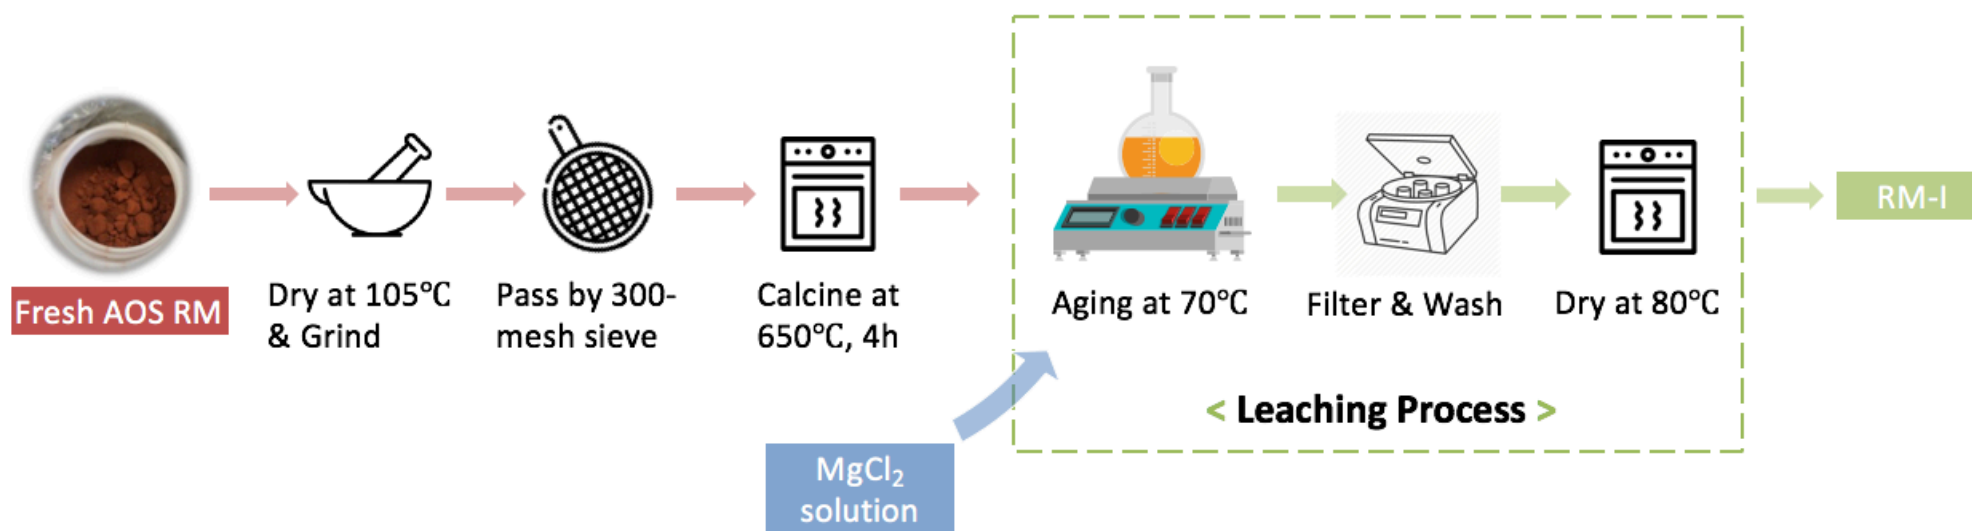 Fresh AOS RM
Dry at 105℃
& Grind
Pass by 300-
mesh sieve
Calcine at
650℃, 4h
MgCl₂
solution
Aging at 70℃
Filter & Wash
Dry at 80℃
< Leaching Process >
RM-I